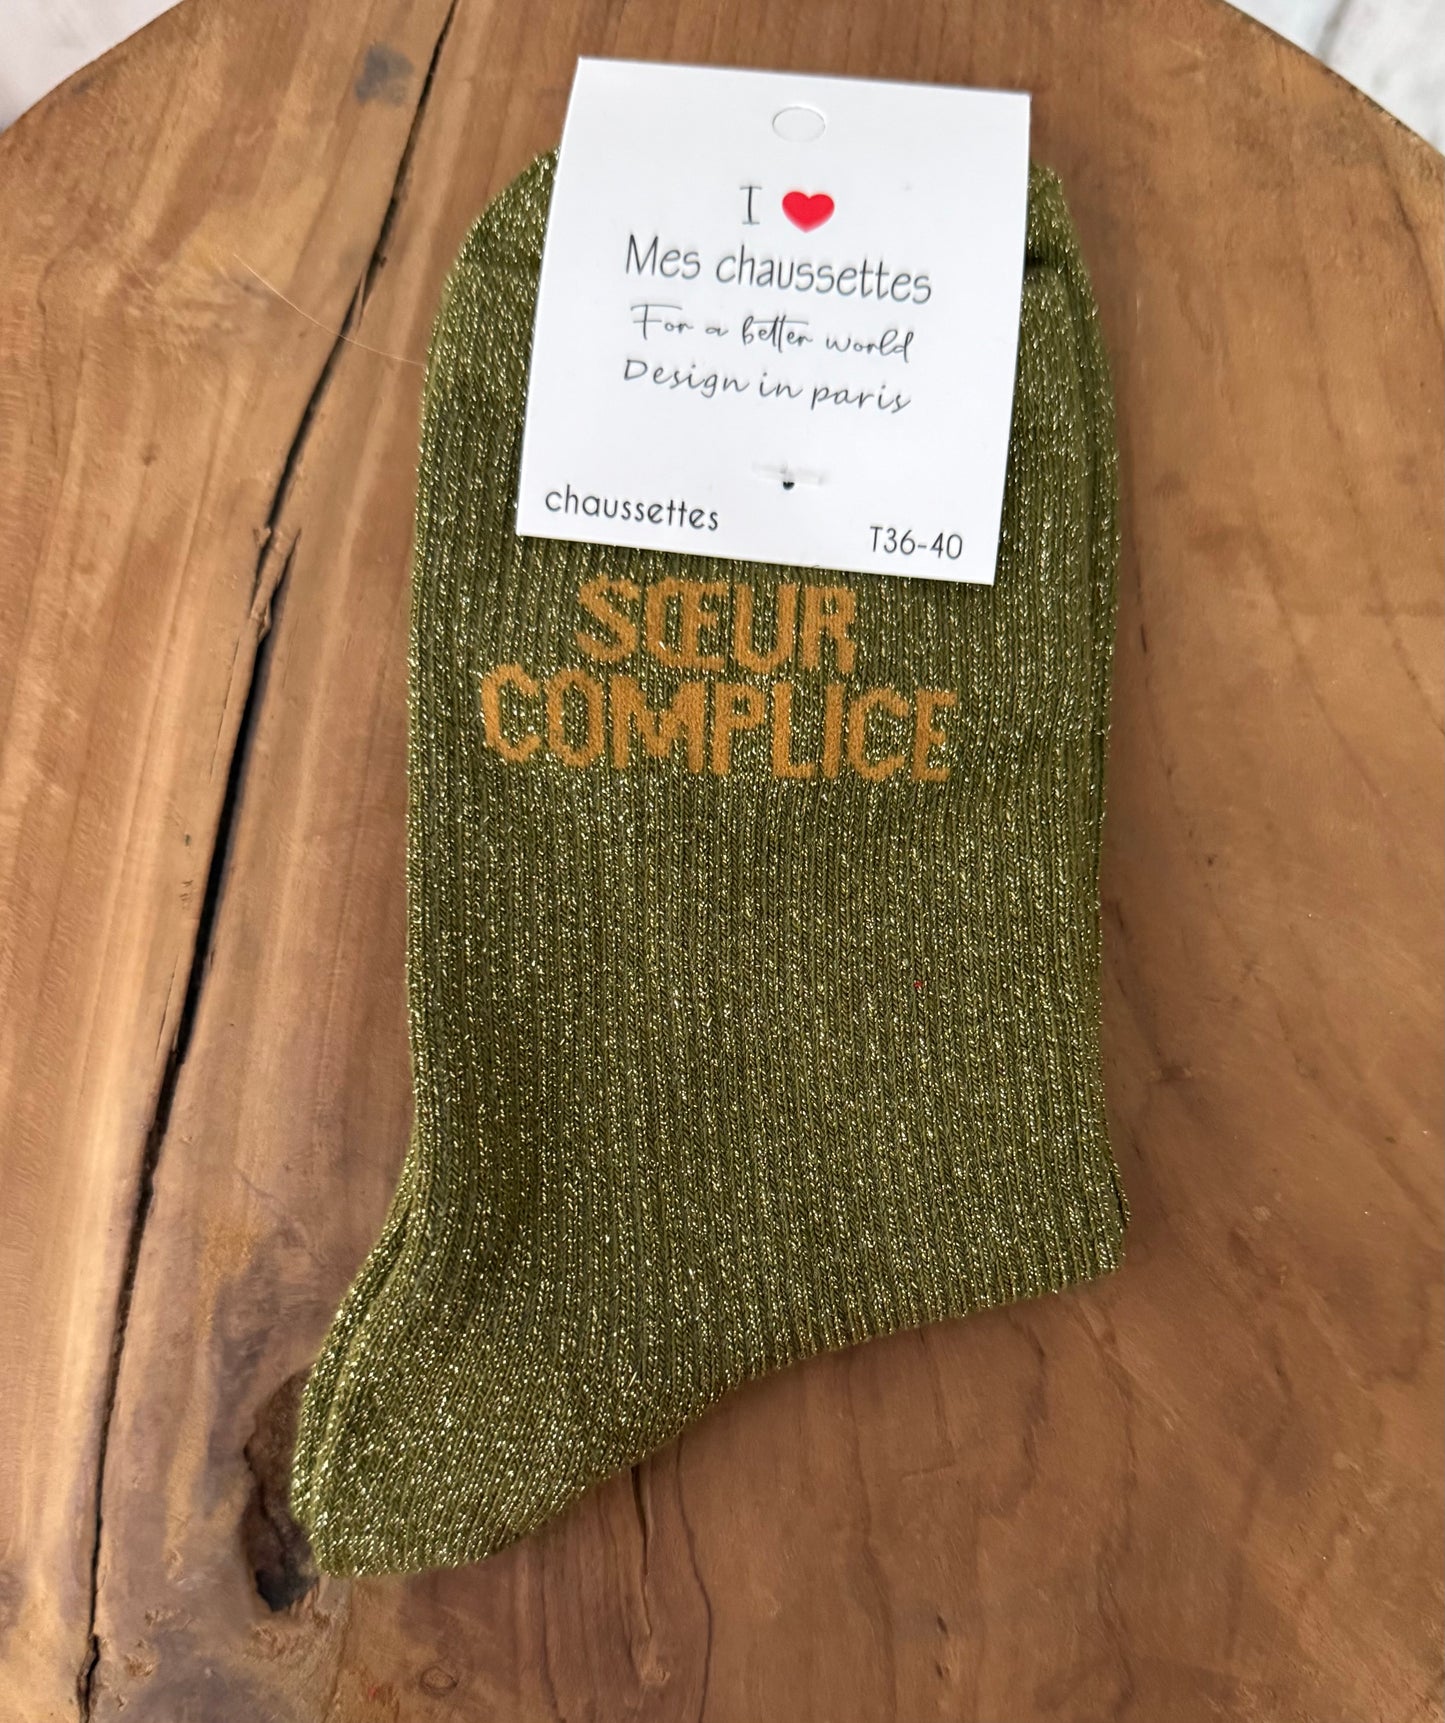 I ❤
Mes chaussettes
For a better world
Design in paris
chaussettes
T36-40
SŒUR
COMPLICE